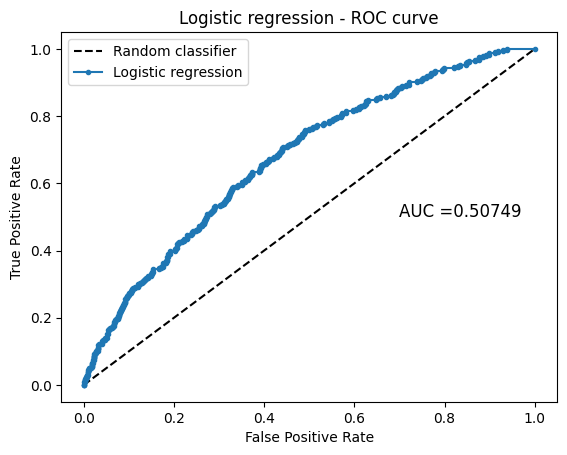 Logistic regression - ROC curve
Random classifier
Logistic regression
1.0
0.8
0.6
0.4
0.2
0.0
True Positive Rate
AUC =0.50749
0.0 0.2 0.4 0.6 0.8 1.0
False Positive Rate